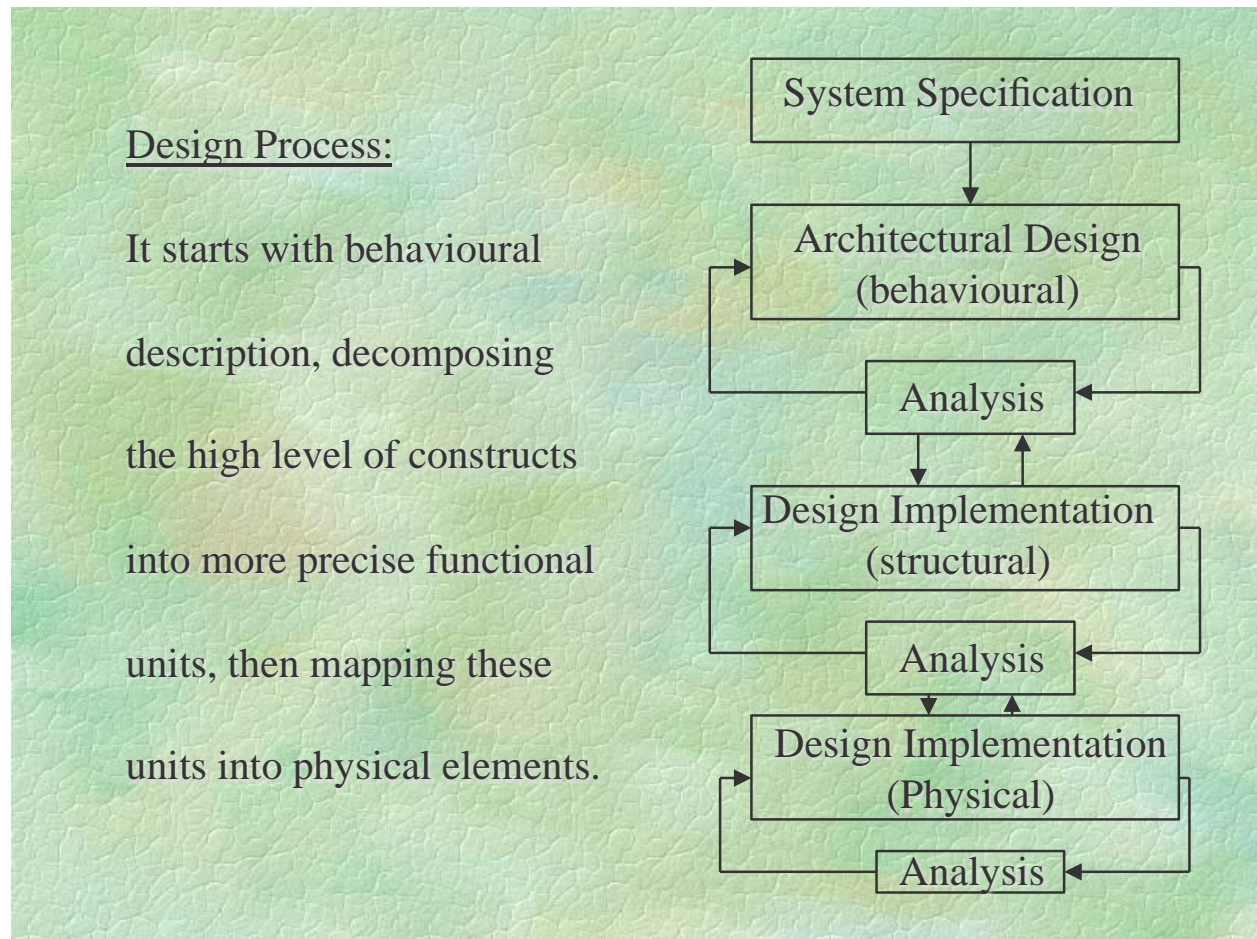 Design Process:
It starts with behavioural
description, decomposing
the high level of constructs
into more precise functional
units, then mapping these
units into physical elements.
System Specification
Architectural Design
(behavioural)
Analysis
Design Implementation
(structural)
Analysis
Design Implementation
(Physical)
Analysis